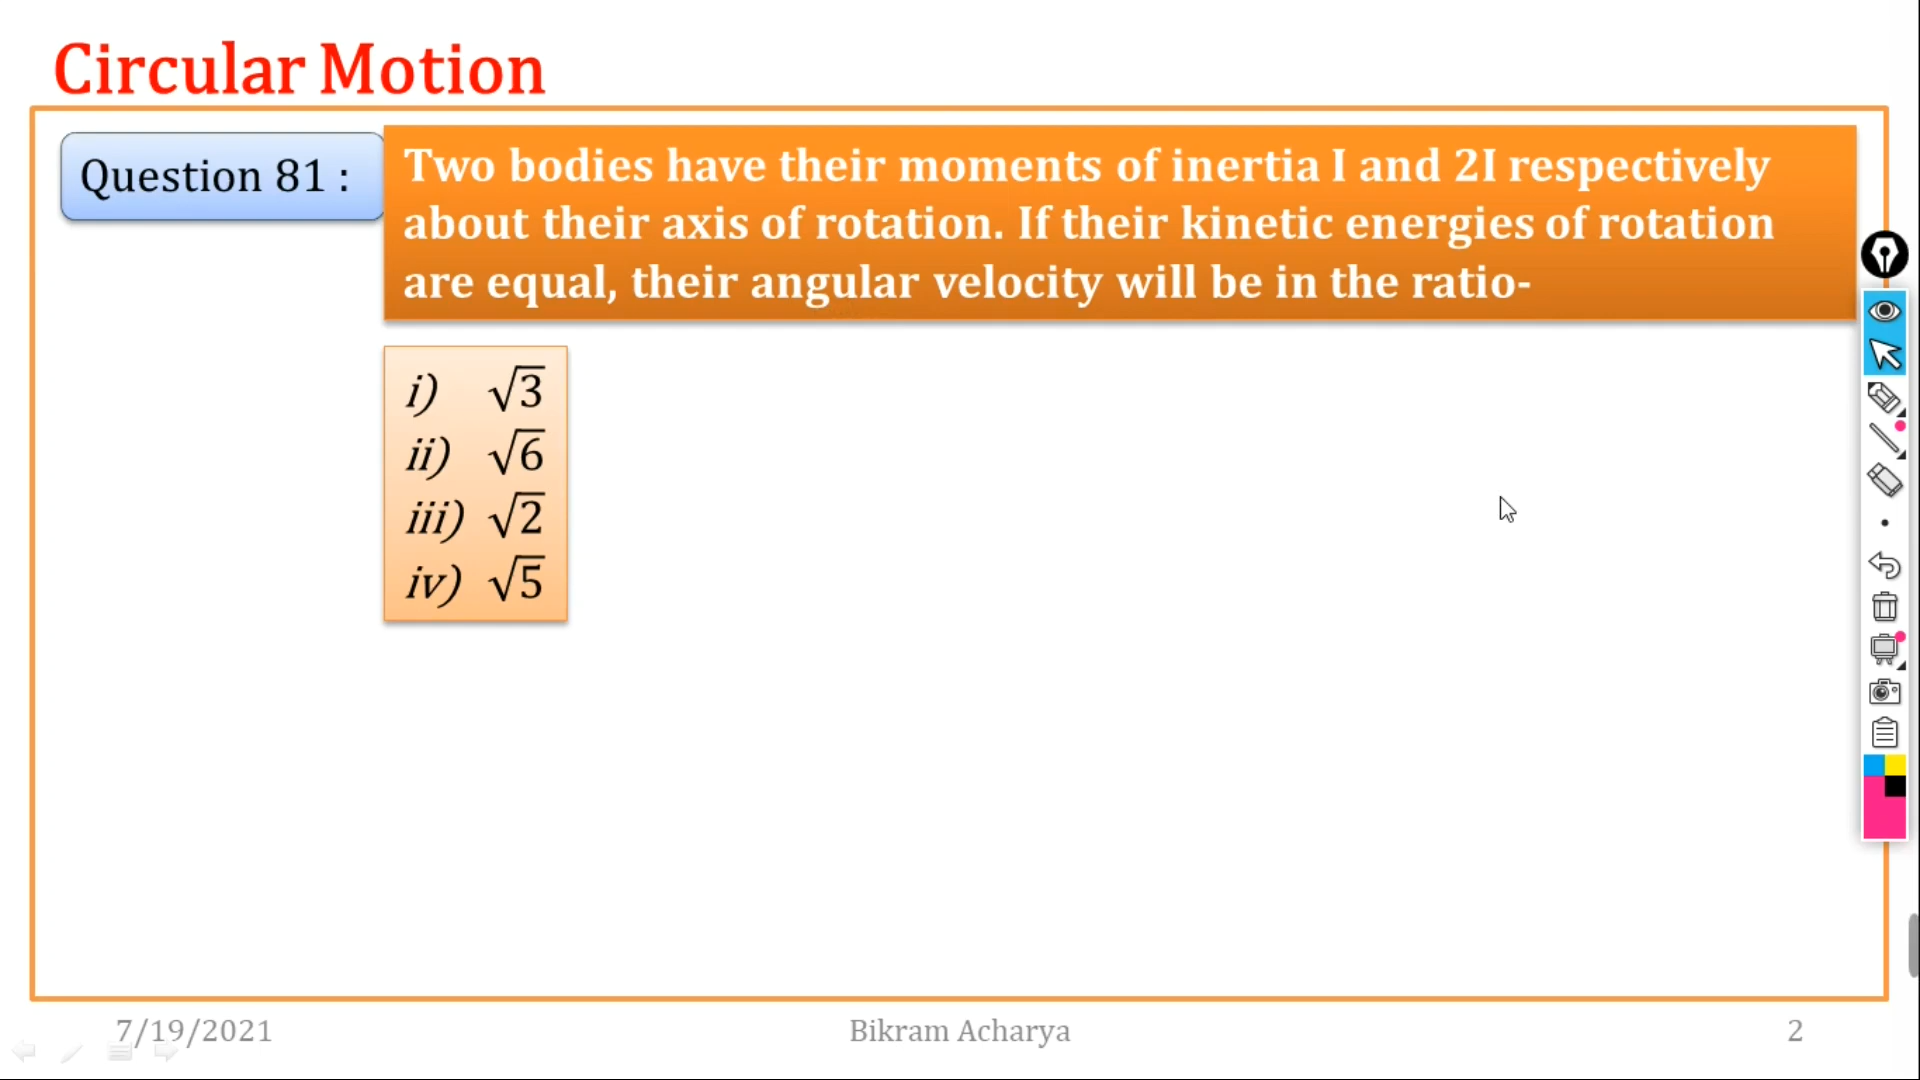 Circular Motion
Question 81 :
Two bodies have their moments of inertia I and 2I respectively
about their axis of rotation. If their kinetic energies of rotation
are equal, their angular velocity will be in the ratio-
i) √3
ii) √6
iii) √2
iv) √5
7/19/2021
Bikram Acharya
2